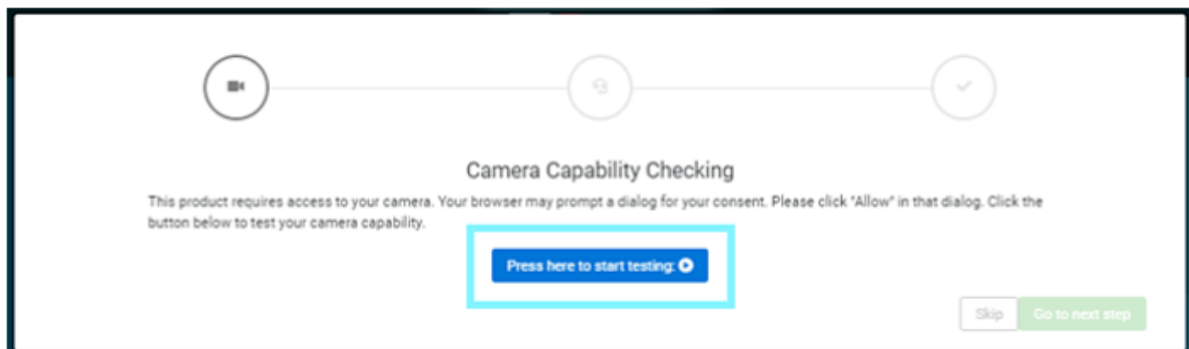 Camera Capability Checking
This product requires access to your camera. Your browser may prompt a dialog for your consent. Please click "Allow" in that dialog. Click the
button below to test your camera capability.
Press here to start testing:
Skip
Go to next step